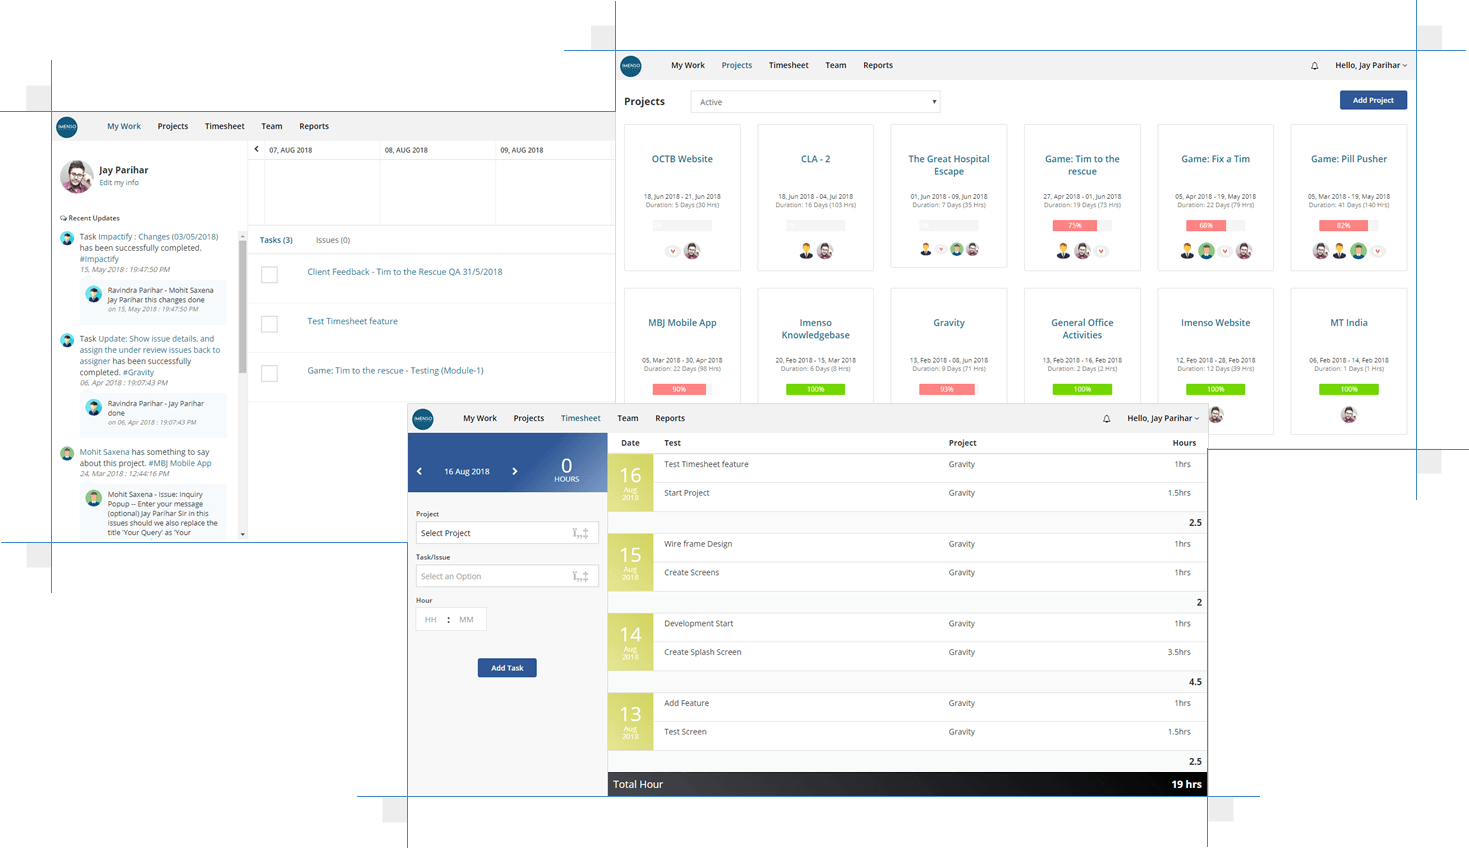 IMENSO
My Work Projects Timesheet Team Reports
Jay Parihar
Edit my info
Recent Updates
Task Impactify : Changes (03/05/2018)
has been successfully completed.
#Impactify
15, May 2018 : 19:47:50 PM
Ravindra Parihar - Mohit Saxena
Jay Parihar this changes done
on 15, May 2018 : 19:47:50 PM
Task Update: Show issue details, and
assign the under review issues back to
assigner has been successfully
completed. #Gravity
06, Apr 2018 : 19:07:43 PM
Ravindra Parihar - Jay Parihar
done
on 06, Apr 2018 : 19:07:43 PM
Mohit Saxena has something to say
about this project. #MBJ Mobile App
24, Mar 2018 : 12:44:16 PM
Mohit Saxena - Issue: Inquiry
Popup -- Enter your message
(optional) Jay Parihar Sir in this
issues should we also replace the
title 'Your Query' as 'Your
07, AUG 2018 08, AUG 2018 09, AUG 2018
Tasks (3) Issues (0)
Client Feedback - Tim to the Rescue QA 31/5/2018
Test Timesheet feature
Game: Tim to the rescue - Testing (Module-1)
IMENSO
My Work Projects Timesheet Team Reports
Hello, Jay Parihar
Projects
Active
Add Project
OCTB Website
18, Jun 2018 - 21, Jun 2018
Duration: 5 Days (30 Hrs)
CLA - 2
18, Jun 2018 - 04, Jul 2018
Duration: 16 Days (103 Hrs)
The Great Hospital
Escape
01, Jun 2018 - 09, Jun 2018
Duration: 7 Days (35 Hrs)
Game: Tim to the
rescue
27, Apr 2018 - 01, Jun 2018
Duration: 19 Days (73 Hrs)
75%
Game: Fix a Tim
05, Apr 2018 - 19, May 2018
Duration: 22 Days (79 Hrs)
68%
Game: Pill Pusher
05, Mar 2018 - 19, May 2018
Duration: 41 Days (140 Hrs)
82%
MBJ Mobile App
05, Mar 2018 - 30, Apr 2018
Duration: 22 Days (98 Hrs)
90%
Imenso
Knowledgebase
20, Feb 2018 - 15, Mar 2018
Duration: 6 Days (8 Hrs)
100%
Gravity
13, Feb 2018 - 08, Jun 2018
Duration: 9 Days (71 Hrs)
93%
General Office
Activities
13, Feb 2018 - 16, Feb 2018
Duration: 2 Days (2 Hrs)
100%
Imenso Website
12, Feb 2018 - 28, Feb 2018
Duration: 12 Days (39 Hrs)
100%
MT India
06, Feb 2018 - 14, Feb 2018
Duration: 1 Days (1 Hrs)
100%
IMENSO
My Work Projects Timesheet Team Reports
Hello, Jay Parihar
16 Aug 2018
0
HOURS
Project
Select Project
Task/Issue
Select an Option
Hour
HH : MM
Add Task
Date Test Project Hours
16
Aug
2018
Test Timesheet feature Gravity 1hrs
Start Project Gravity 1.5hrs
2.5
15
Aug
2018
Wire frame Design Gravity 1hrs
Create Screens Gravity 1hrs
2
14
Aug
2018
Development Start Gravity 1hrs
Create Splash Screen Gravity 3.5hrs
4.5
13
Aug
2018
Add Feature Gravity 1hrs
Test Screen Gravity 1.5hrs
2.5
Total Hour 19 hrs